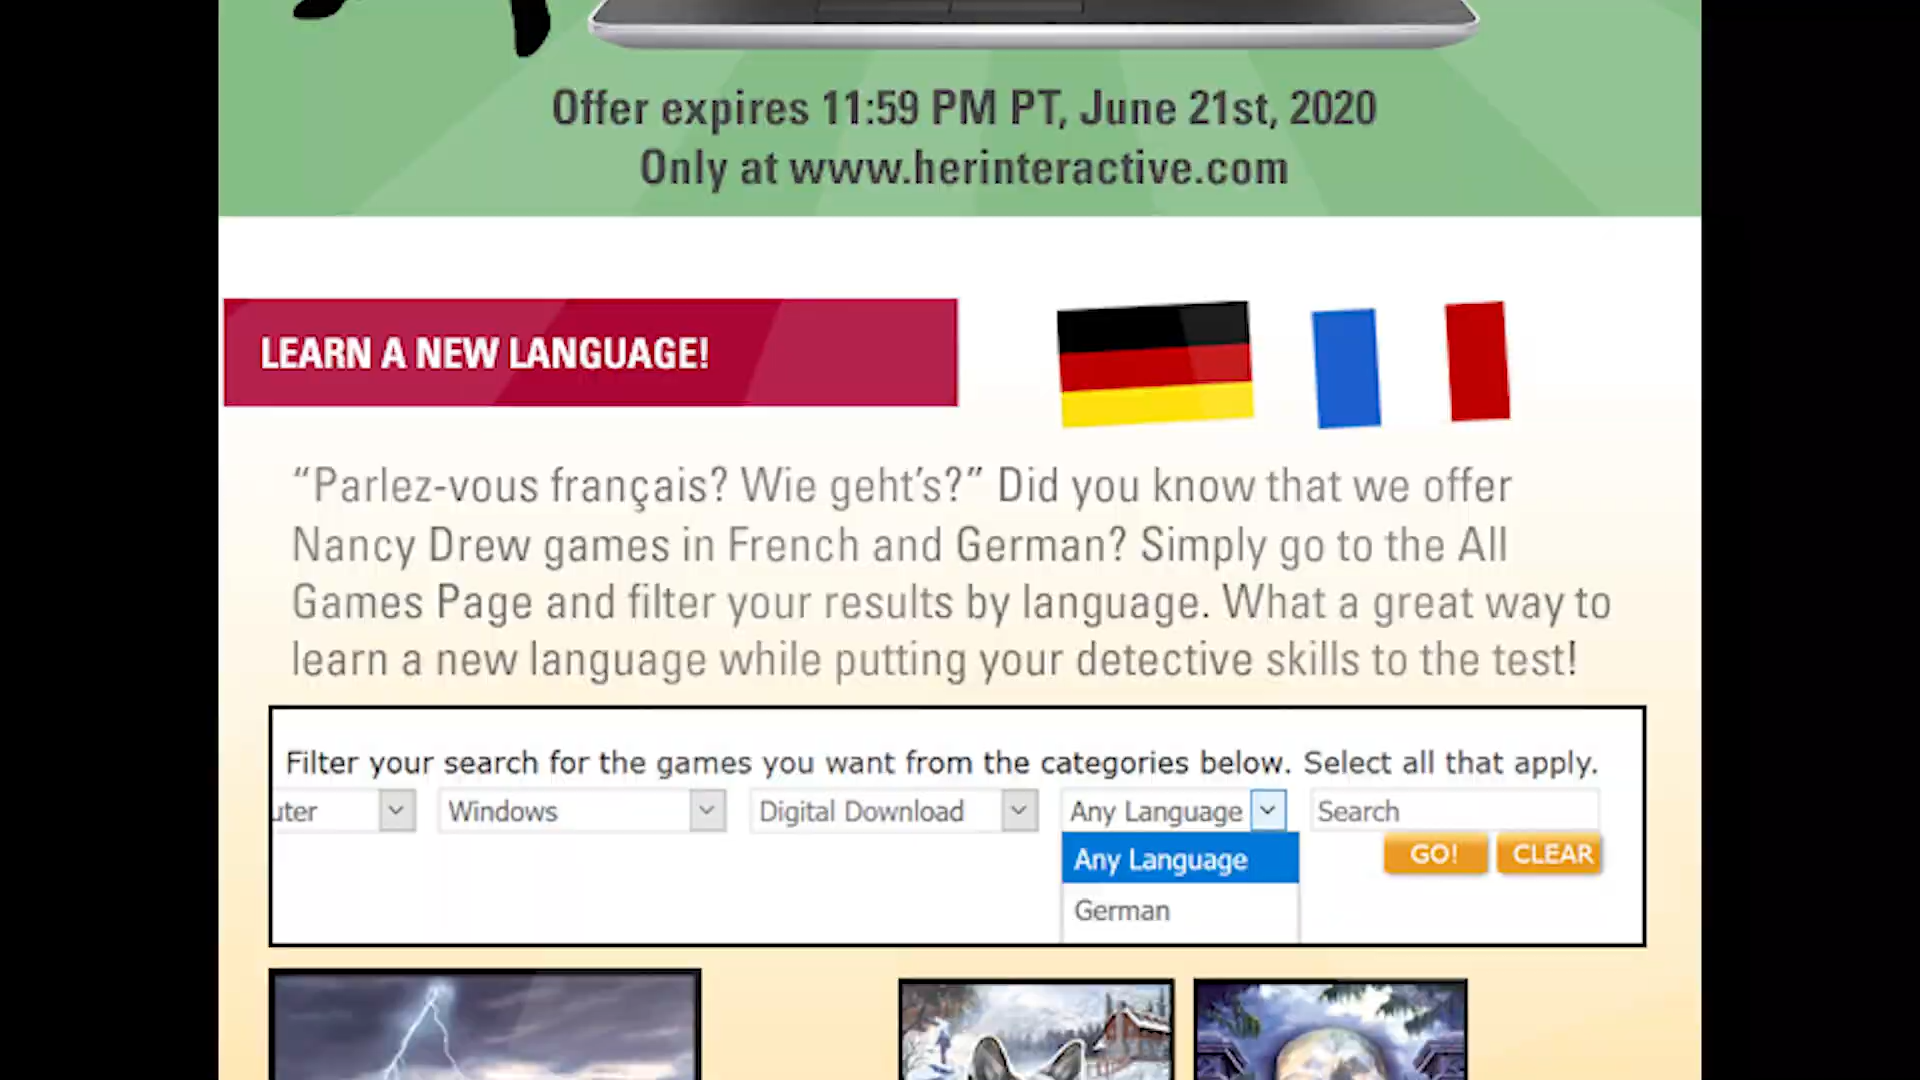 Offer expires 11:59 PM PT, June 21st, 2020
Only at www.herinteractive.com
LEARN A NEW LANGUAGE!
“Parlez-vous français? Wie geht’s?” Did you know that we offer
Nancy Drew games in French and German? Simply go to the All
Games Page and filter your results by language. What a great way to
learn a new language while putting your detective skills to the test!
Filter your search for the games you want from the categories below. Select all that apply.
Windows Digital Download Any Language Search
Any Language GO! CLEAR
German